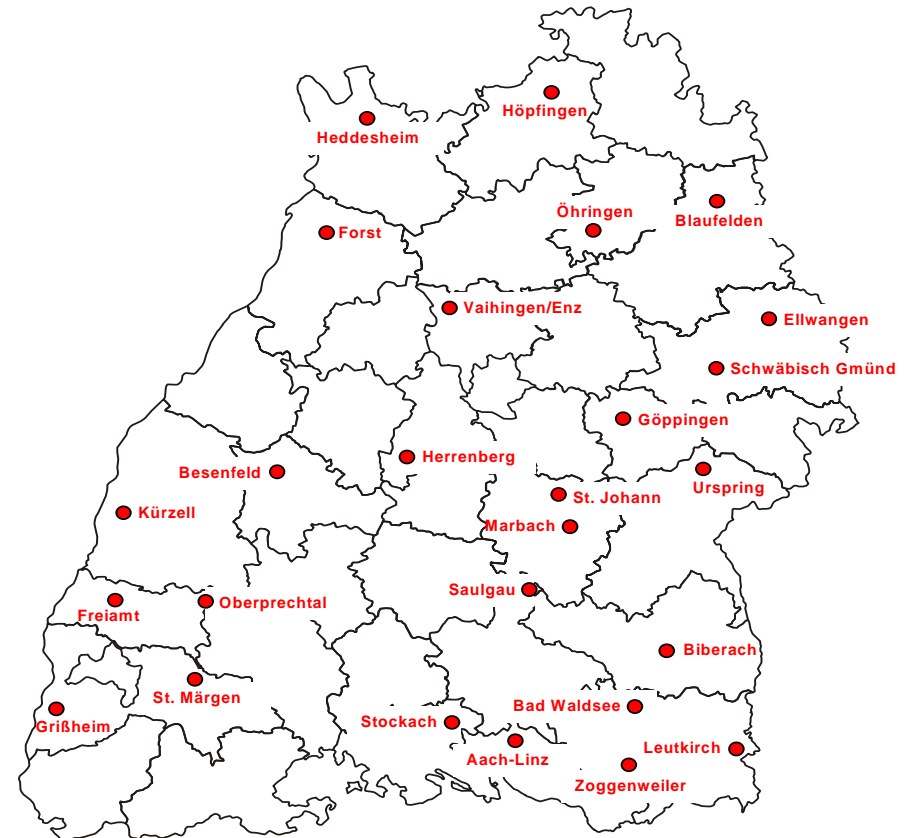 Höpfingen
Heddesheim
Öhringen
Blaufelden
Forst
Vaihingen/Enz
Ellwangen
Schwäbisch Gmünd
Göppingen
Herrenberg
Besenfeld
Urspring
St. Johann
Kürzell
Marbach
Saulgau
Oberprechtal
Freiamt
Biberach
St. Märgen
Bad Waldsee
Grißheim
Stockach
Leutkirch
Aach-Linz
Zoggenweiler